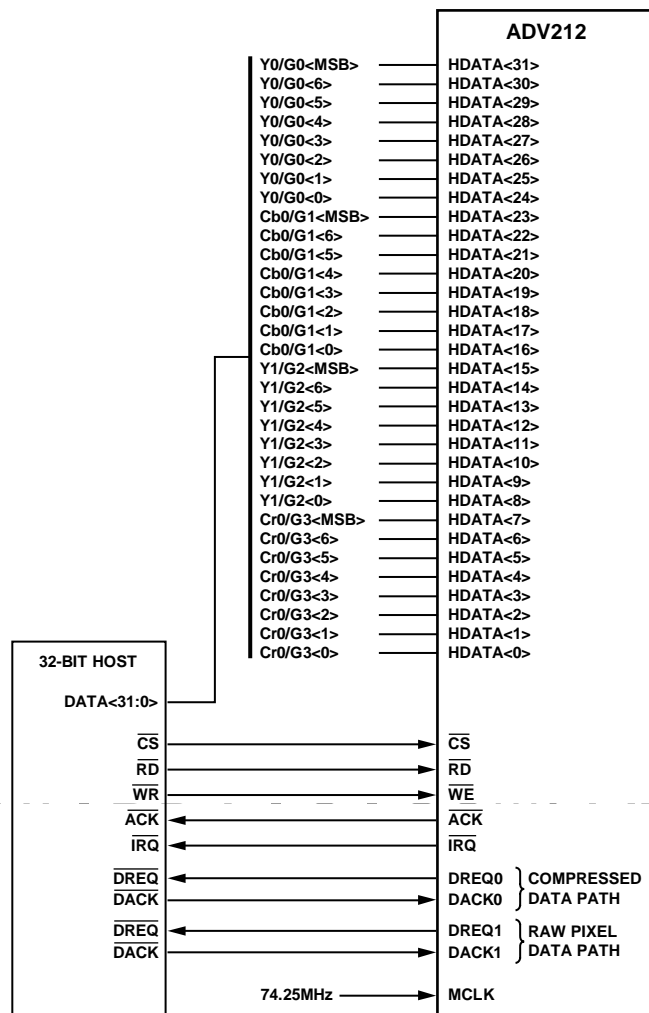 ADV212
Y0/G0<MSB> HDATA<31>
Y0/G0<6> HDATA<30>
Y0/G0<5> HDATA<29>
Y0/G0<4> HDATA<28>
Y0/G0<3> HDATA<27>
Y0/G0<2> HDATA<26>
Y0/G0<1> HDATA<25>
Y0/G0<0> HDATA<24>
Cb0/G1<MSB> HDATA<23>
Cb0/G1<6> HDATA<22>
Cb0/G1<5> HDATA<21>
Cb0/G1<4> HDATA<20>
Cb0/G1<3> HDATA<19>
Cb0/G1<2> HDATA<18>
Cb0/G1<1> HDATA<17>
Cb0/G1<0> HDATA<16>
Y1/G2<MSB> HDATA<15>
Y1/G2<6> HDATA<14>
Y1/G2<5> HDATA<13>
Y1/G2<4> HDATA<12>
Y1/G2<3> HDATA<11>
Y1/G2<2> HDATA<10>
Y1/G2<1> HDATA<9>
Y1/G2<0> HDATA<8>
Cr0/G3<MSB> HDATA<7>
Cr0/G3<6> HDATA<6>
Cr0/G3<5> HDATA<5>
Cr0/G3<4> HDATA<4>
Cr0/G3<3> HDATA<3>
Cr0/G3<2> HDATA<2>
Cr0/G3<1> HDATA<1>
Cr0/G3<0> HDATA<0>
32-BIT HOST
DATA<31:0>
CS CS
RD RD
WR WE
ACK ACK
IRQ IRQ
DREQ DREQ0 COMPRESSED
DACK DACK0 DATA PATH
DREQ DREQ1 RAW PIXEL
DACK DACK1 DATA PATH
74.25MHz MCLK